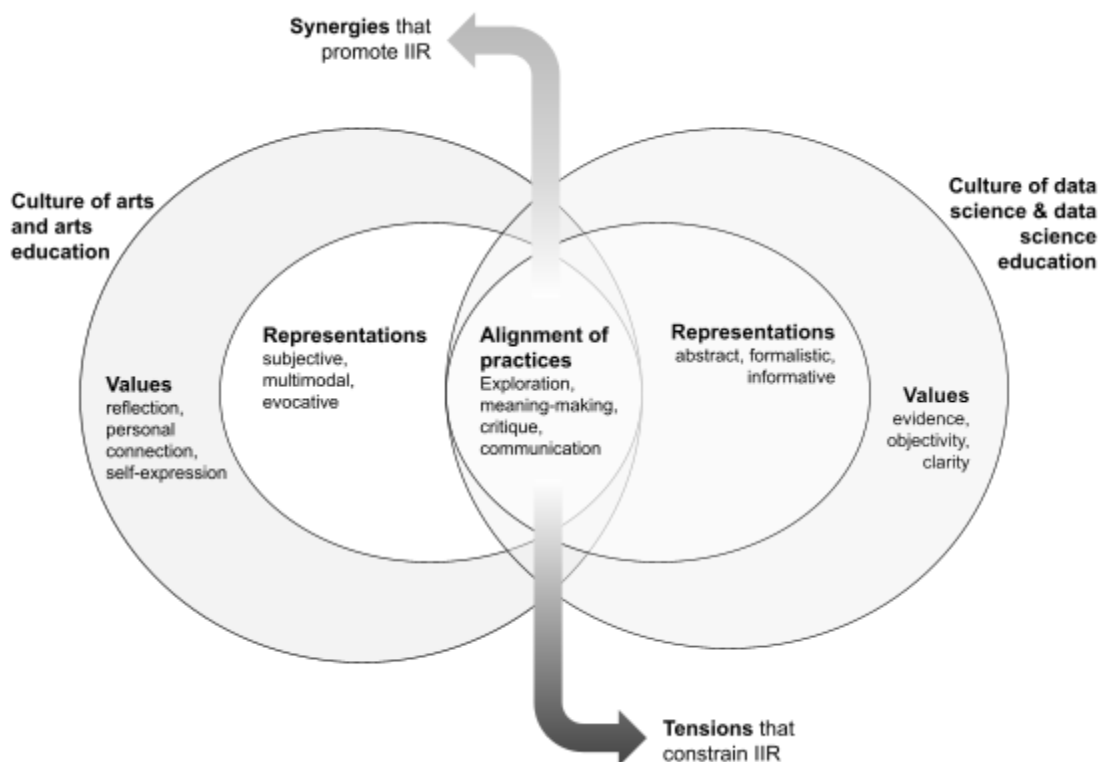 Synergies that
promote IIR
Culture of arts
and arts
education
Culture of data
science & data
science
education
Representations
subjective,
multimodal,
evocative
Alignment of
practices
Exploration,
meaning-making,
critique,
communication
Representations
abstract, formalistic,
informative
Values
reflection,
personal
connection,
self-expression
Values
evidence,
objectivity,
clarity
Tensions that
constrain IIR